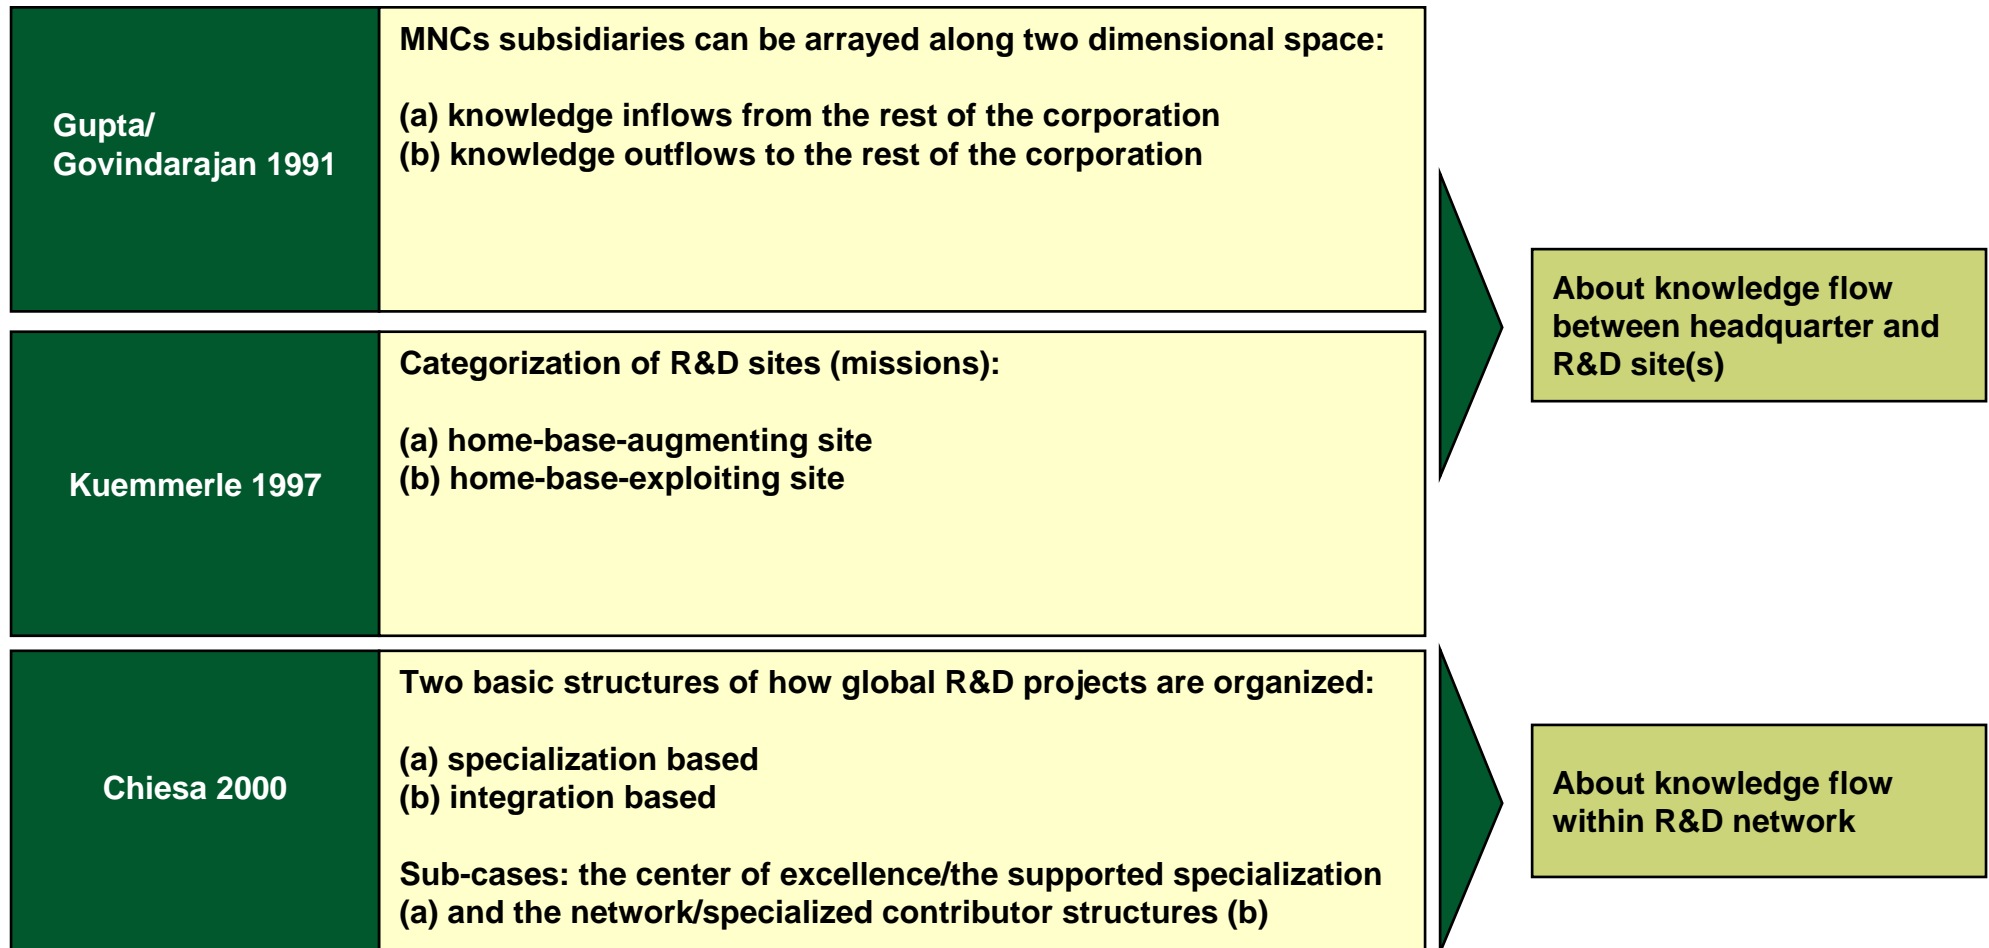 Gupta/
Govindarajan 1991
MNCs subsidiaries can be arrayed along two dimensional space:
(a) knowledge inflows from the rest of the corporation
(b) knowledge outflows to the rest of the corporation
Kuemmerle 1997
Categorization of R&D sites (missions):
(a) home-base-augmenting site
(b) home-base-exploiting site
About knowledge flow
between headquarter and
R&D site(s)
Chiesa 2000
Two basic structures of how global R&D projects are organized:
(a) specialization based
(b) integration based
Sub-cases: the center of excellence/the supported specialization
(a) and the network/specialized contributor structures (b)
About knowledge flow
within R&D network